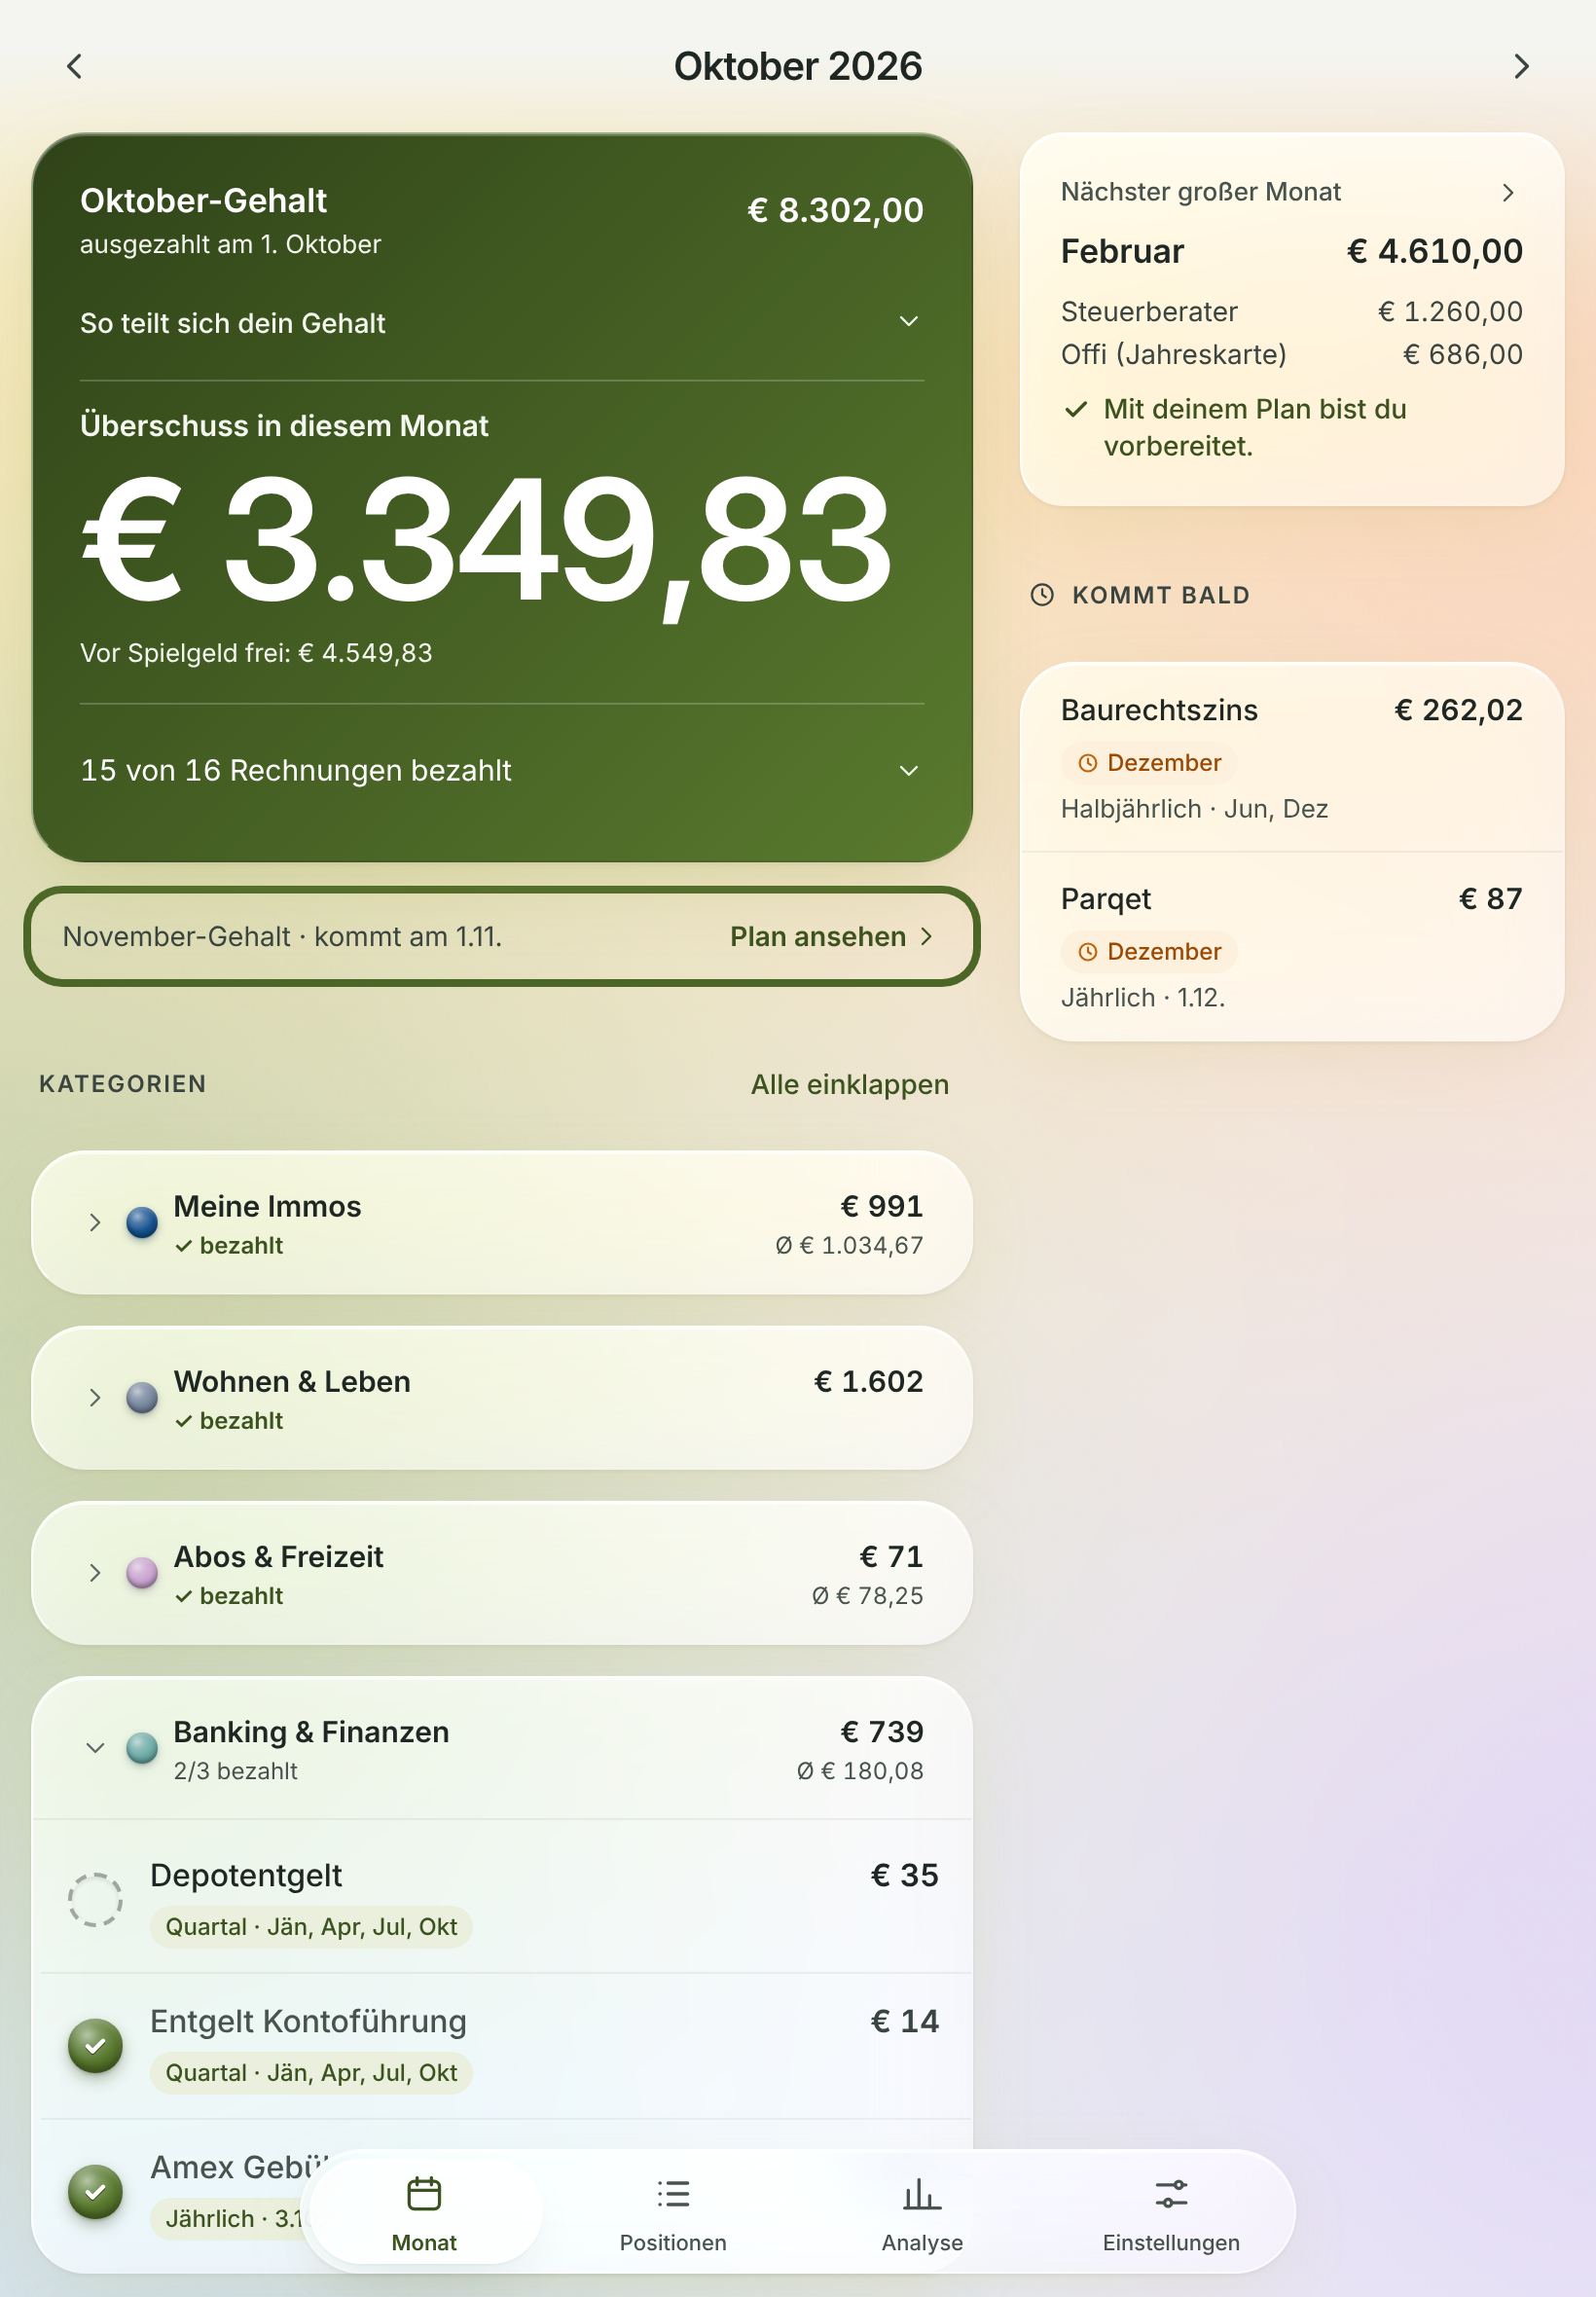 Oktober 2026
Oktober-Gehalt
€ 8.302,00
ausgezahlt am 1. Oktober
So teilt sich dein Gehalt
Überschuss in diesem Monat
€ 3.349,83
Vor Spielgeld frei: € 4.549,83
15 von 16 Rechnungen bezahlt
November-Gehalt · kommt am 1.11.
Plan ansehen
KATEGORIEN
Alle einklappen
Meine Immos
€ 991
✓ bezahlt
Ø € 1.034,67
Wohnen & Leben
€ 1.602
✓ bezahlt
Abos & Freizeit
€ 71
✓ bezahlt
Ø € 78,25
Banking & Finanzen
€ 739
2/3 bezahlt
Ø € 180,08
Depotentgelt
€ 35
Quartal · Jän, Apr, Jul, Okt
Entgelt Kontoführung
€ 14
Quartal · Jän, Apr, Jul, Okt
Amex
Jährlich
Nächster großer Monat
Februar
€ 4.610,00
Steuerberater
€ 1.260,00
Offi (Jahreskarte)
€ 686,00
Mit deinem Plan bist du
vorbereitet.
KOMMT BALD
Baurechtszins
€ 262,02
Dezember
Halbjährlich · Jun, Dez
Parqet
€ 87
Dezember
Jährlich · 1.12.
Monat
Positionen
Analyse
Einstellungen